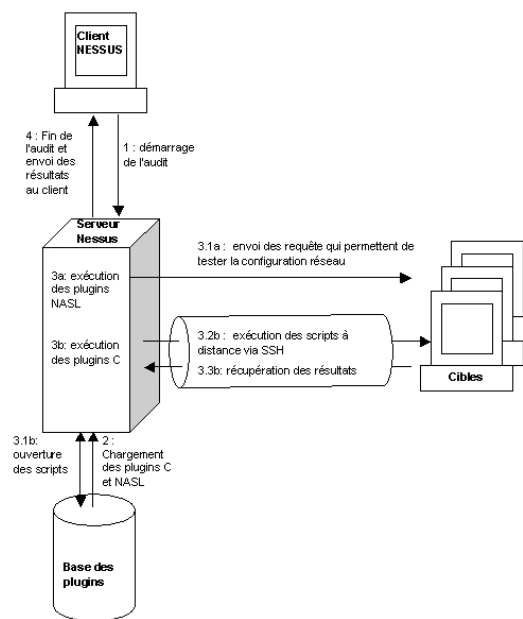 Client
NESSUS
4 : Fin de
l'audit et
envoi des
résultats
au client
1 : démarrage
de l'audit
Serveur
Nessus
3a: exécution
des plugins
NASL
3b: exécution
des plugins C
3.1a : envoi des requête qui permettent de
tester la configuration réseau
3.2b : exécution des scripts à
distance via SSH
3.3b: récupération des résultats
Cibles
3.1b:
ouverture
des scripts
2 :
Chargement
des plugins C
et NASL
Base des
plugins